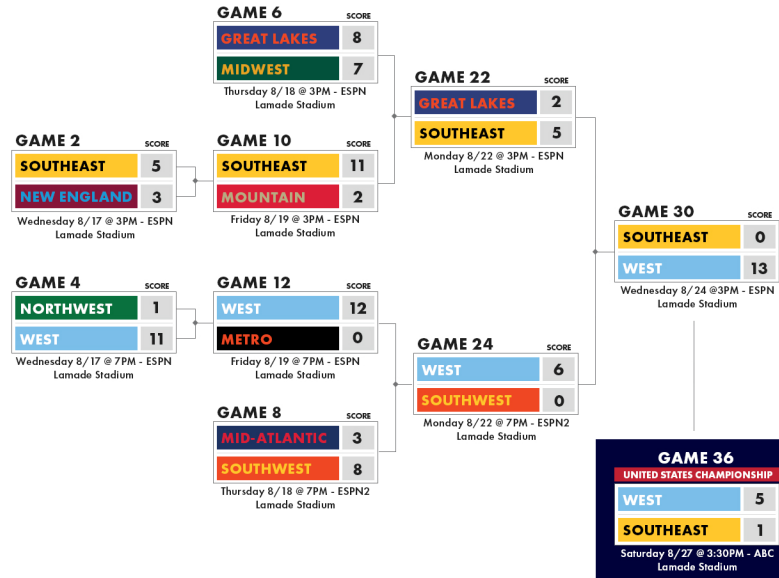 GAME 6
SCORE
GREAT LAKES 8
MIDWEST 7
Thursday 8/18 @ 3PM - ESPN
Lamade Stadium
GAME 22
SCORE
GREAT LAKES 2
SOUTHEAST 5
Monday 8/22 @ 3PM - ESPN
Lamade Stadium
GAME 2
SCORE
SOUTHEAST 5
NEW ENGLAND 3
Wednesday 8/17 @ 3PM - ESPN
Lamade Stadium
GAME 10
SCORE
SOUTHEAST 11
MOUNTAIN 2
Friday 8/19 @ 3PM - ESPN
Lamade Stadium
GAME 30
SCORE
SOUTHEAST 0
WEST 13
Wednesday 8/24 @3PM - ESPN
Lamade Stadium
GAME 4
SCORE
NORTHWEST 1
WEST 11
Wednesday 8/17 @ 7PM - ESPN
Lamade Stadium
GAME 12
SCORE
WEST 12
METRO 0
Friday 8/19 @ 7PM - ESPN
Lamade Stadium
GAME 24
SCORE
WEST 6
SOUTHWEST 0
Monday 8/22 @ 7PM - ESPN2
Lamade Stadium
GAME 8
SCORE
MID-ATLANTIC 3
SOUTHWEST 8
Thursday 8/18 @ 7PM - ESPN2
Lamade Stadium
GAME 36
UNITED STATES CHAMPIONSHIP
WEST 5
SOUTHEAST 1
Saturday 8/27 @ 3:30PM - ABC
Lamade Stadium